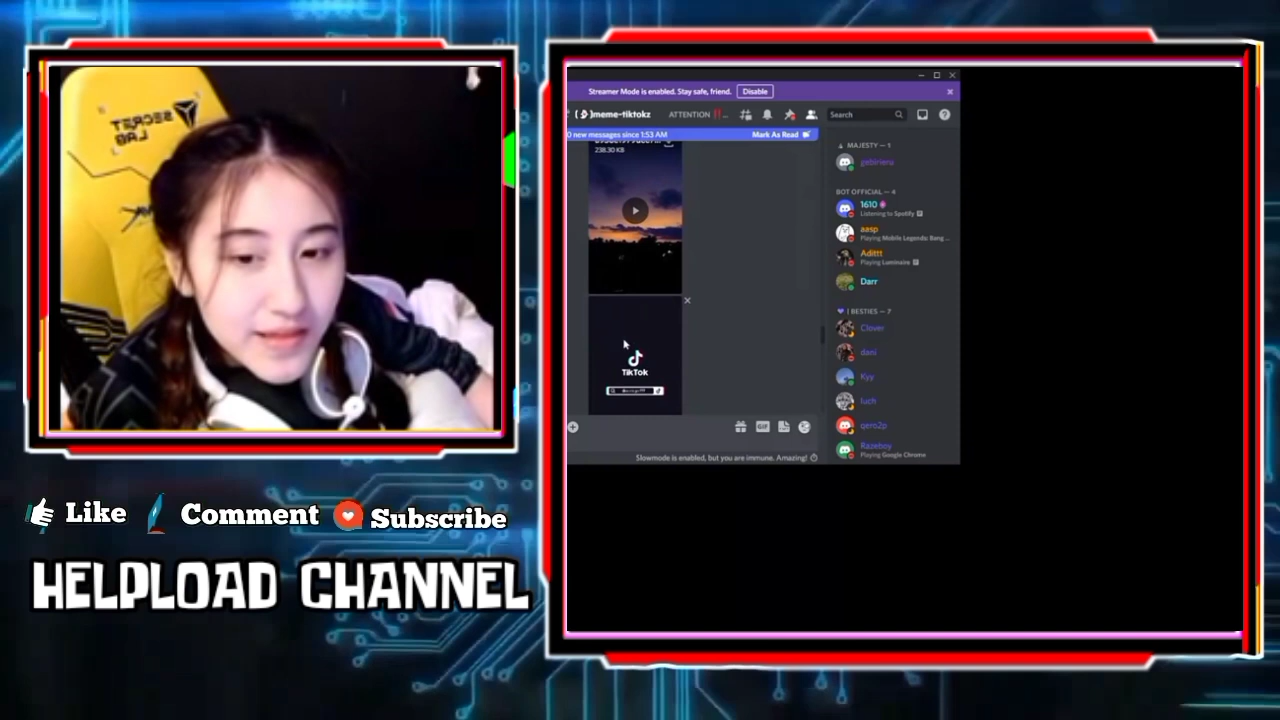 SECRET
LAB
Like
Comment
Subscribe
HELPLOAD CHANNEL
Streamer Mode is enabled. Stay safe, friend.
Disable
meme-tiktokz
ATTENTION ‼️...
Search
0 new messages since 1:53 AM
Mark As Read
238.30 KB
TikTok
GIF
Slowmode is enabled, but you are immune. Amazing!
MAJESTY — 1
gebirieru
BOT OFFICIAL — 4
1610
Listening to Spotify
aasp
Playing Mobile Legends: Bang ...
Adittt
Playing Luminaire
Darr
| BESTIES — 7
Clover
dani
Kyy
luch
qero2p
Razeboy
Playing Google Chrome